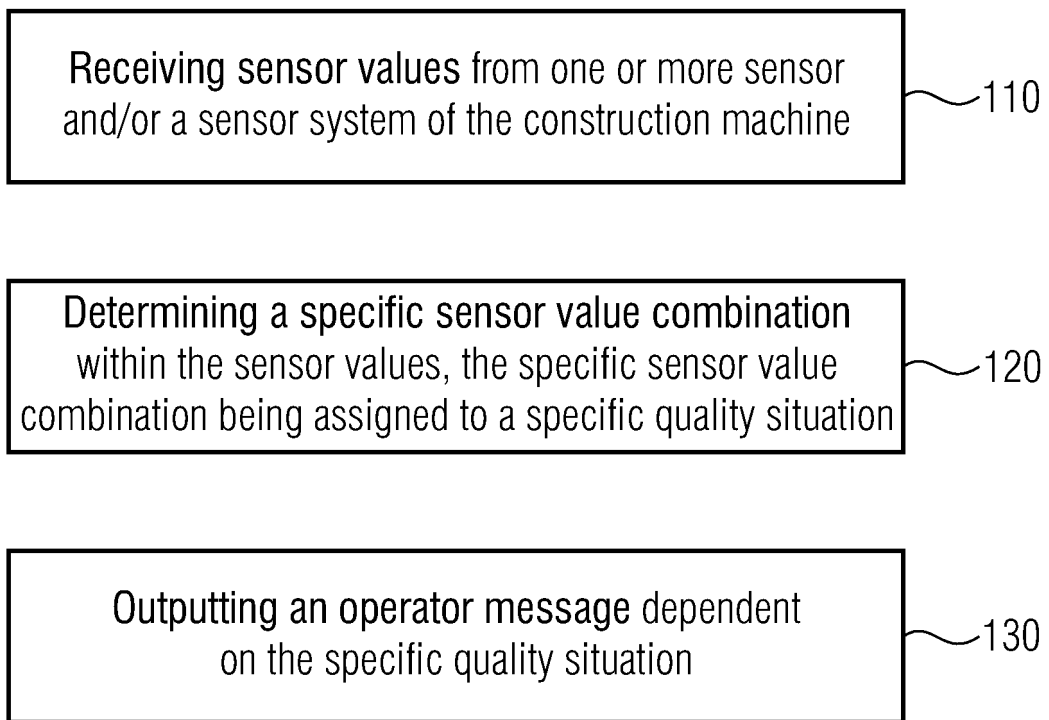 Receiving sensor values from one or more sensor
and/or a sensor system of the construction machine
110
Determining a specific sensor value combination
within the sensor values, the specific sensor value
combination being assigned to a specific quality situation
120
Outputting an operator message dependent
on the specific quality situation
130